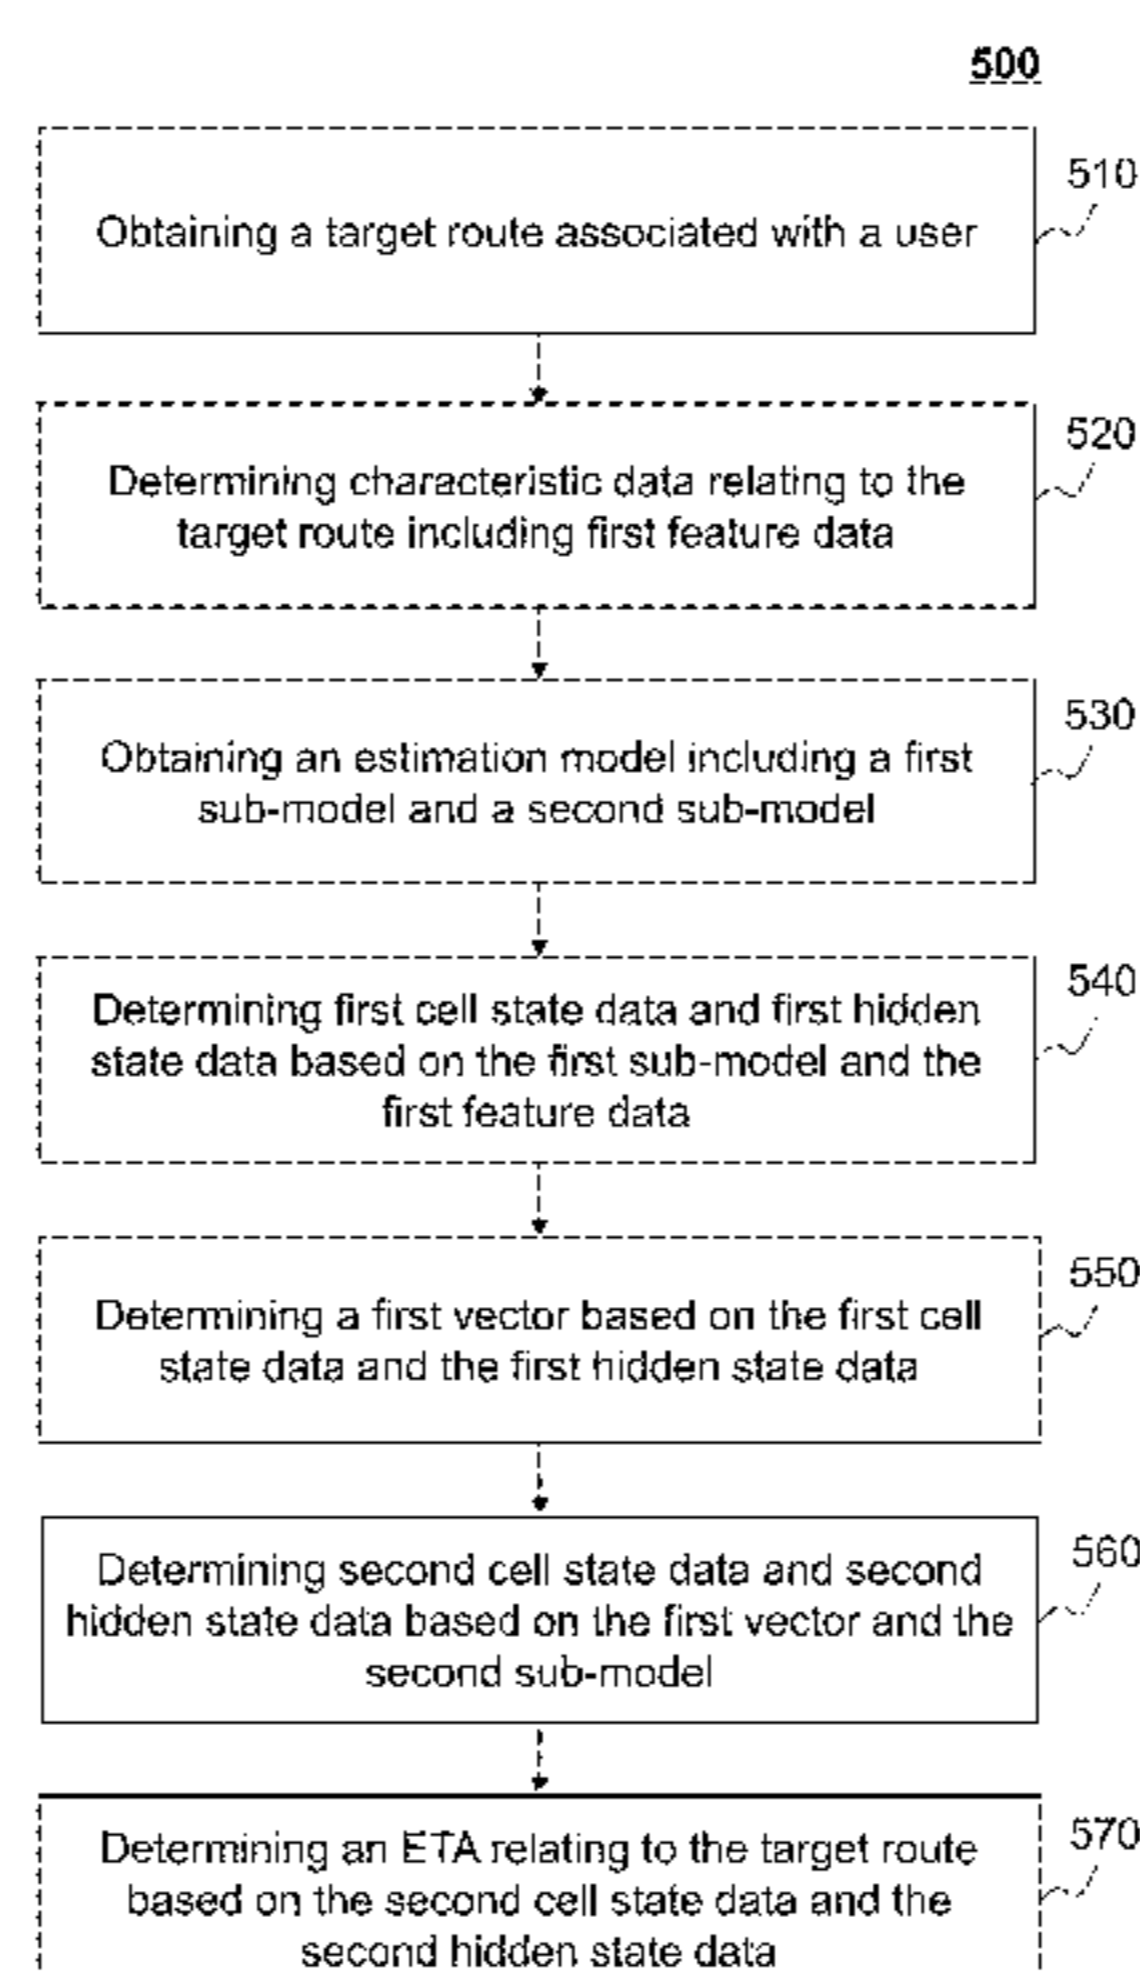 500
510
Obtaining a target route associated with a user
520
Determining characteristic data relating to the
target route including first feature data
530
Obtaining an estimation model including a first
sub-model and a second sub-model
540
Determining first cell state data and first hidden
state data based on the first sub-model and the
first feature data
550
Determining a first vector based on the first cell
state data and the first hidden state data
560
Determining second cell state data and second
hidden state data based on the first vector and the
second sub-model
570
Determining an ETA relating to the target route
based on the second cell state data and the
second hidden state data